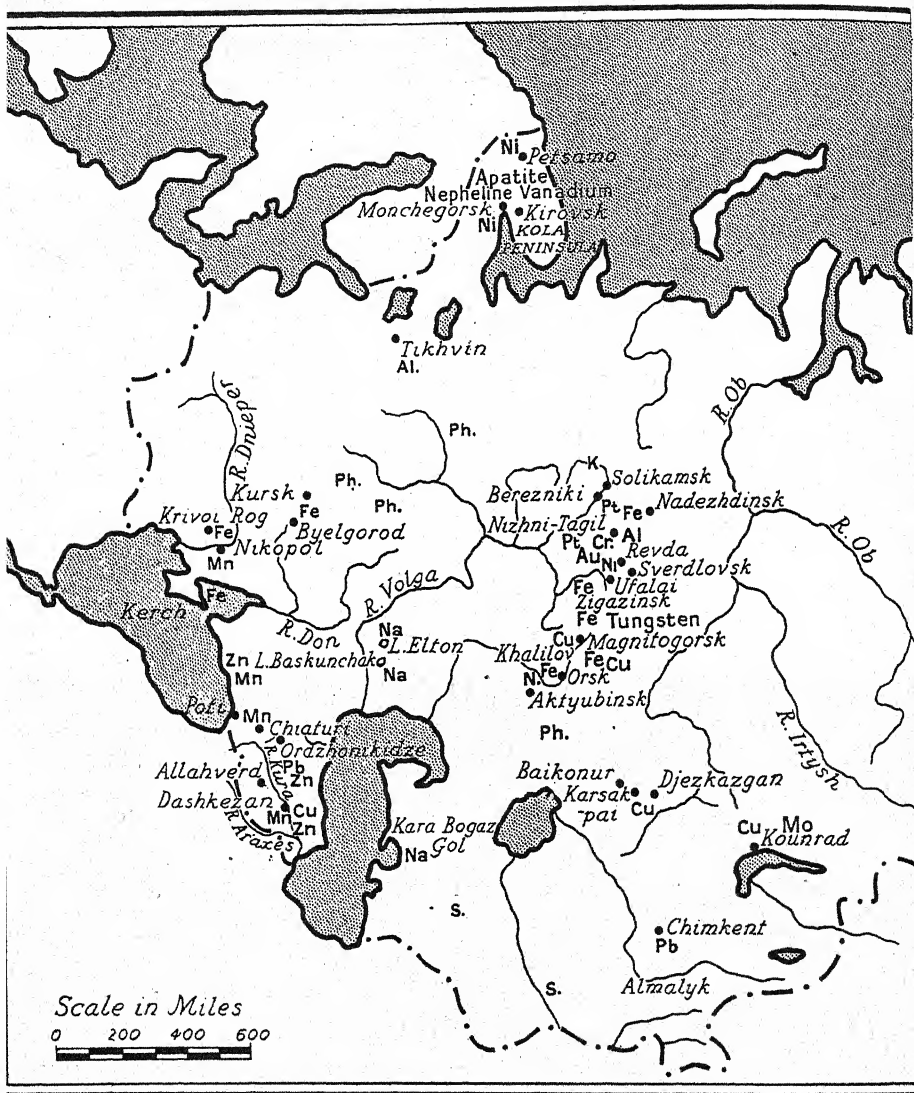 Ni
Petsamo
Apatite
Nepheline Vanadium
Monchegorsk
Kirovsk
Ni
KOLA
PENINSULA
Tikhvin
Al.
R. Ob
R. Dnieper
Ph.
K
Solikamsk
Ph.
Kursk
Berezniki
Pt
Fe
Nadezhdinsk
Fe
Ph.
Krivoi Rog
Fe
Byelgorod
Nizhni-Tagil
Cr.
Al
R. Ob
Nikopol
Mn
Pt
Au
Ni
Revda
Sverdlovsk
Fe
Ufalai
Kerch
Fe
R. Volga
Zigazinsk
R. Don
Fe
Tungsten
Na
L. Elton
Cu
Magnitogorsk
Zn
L. Baskunchak
Khalilov
Fe
Cu
Mn
Na
N.
Fe
Orsk
Aktyubinsk
Poti
Mn
Chiaturi
Ph.
R. Irtysh
Ordzhonikidze
R. Kura
Pb
Zn
Allahverd
Baikonur
Djezkazgan
Dashkezan
Karsak
-pai
Cu
Mn
Cu
Zn
R Araxes
Kara Bogaz
Gol
Na
Cu
Mo
Kounrad
S.
Chimkent
Pb
S.
Almalyk
Scale in Miles
0 200 400 600